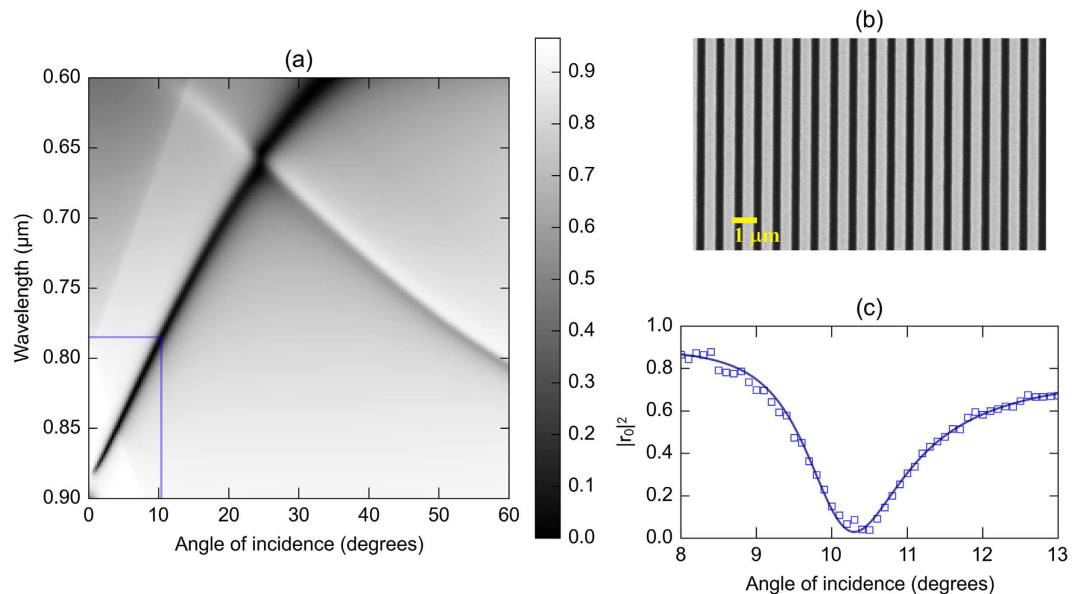 (a)
0.60
0.65
0.70
0.75
0.80
0.85
0.90
Wavelength (µm)
0 10 20 30 40 50 60
Angle of incidence (degrees)
0.9
0.8
0.7
0.6
0.5
0.4
0.3
0.2
0.1
0.0
(b)
1 µm
(c)
1.0
0.8
0.6
0.4
0.2
0.0
|r₀|²
8 9 10 11 12 13
Angle of incidence (degrees)